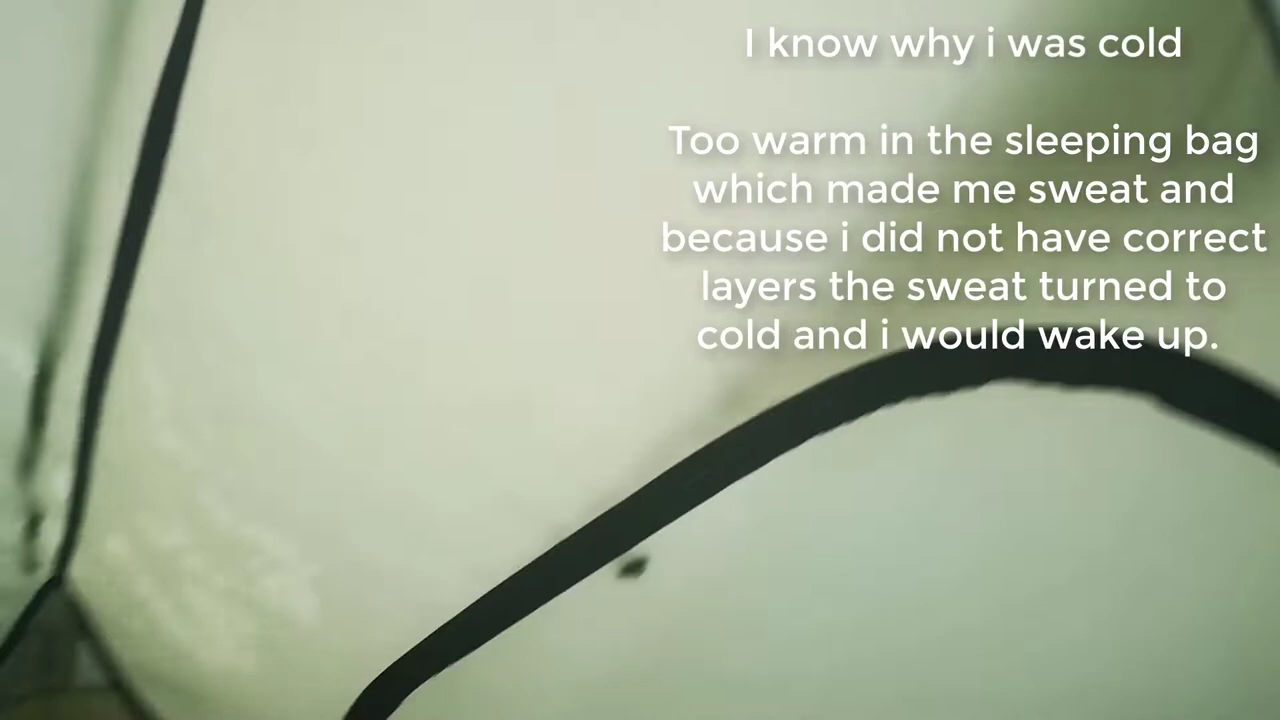 I know why i was cold
Too warm in the sleeping bag
which made me sweat and
because i did not have correct
layers the sweat turned to
cold and i would wake up.